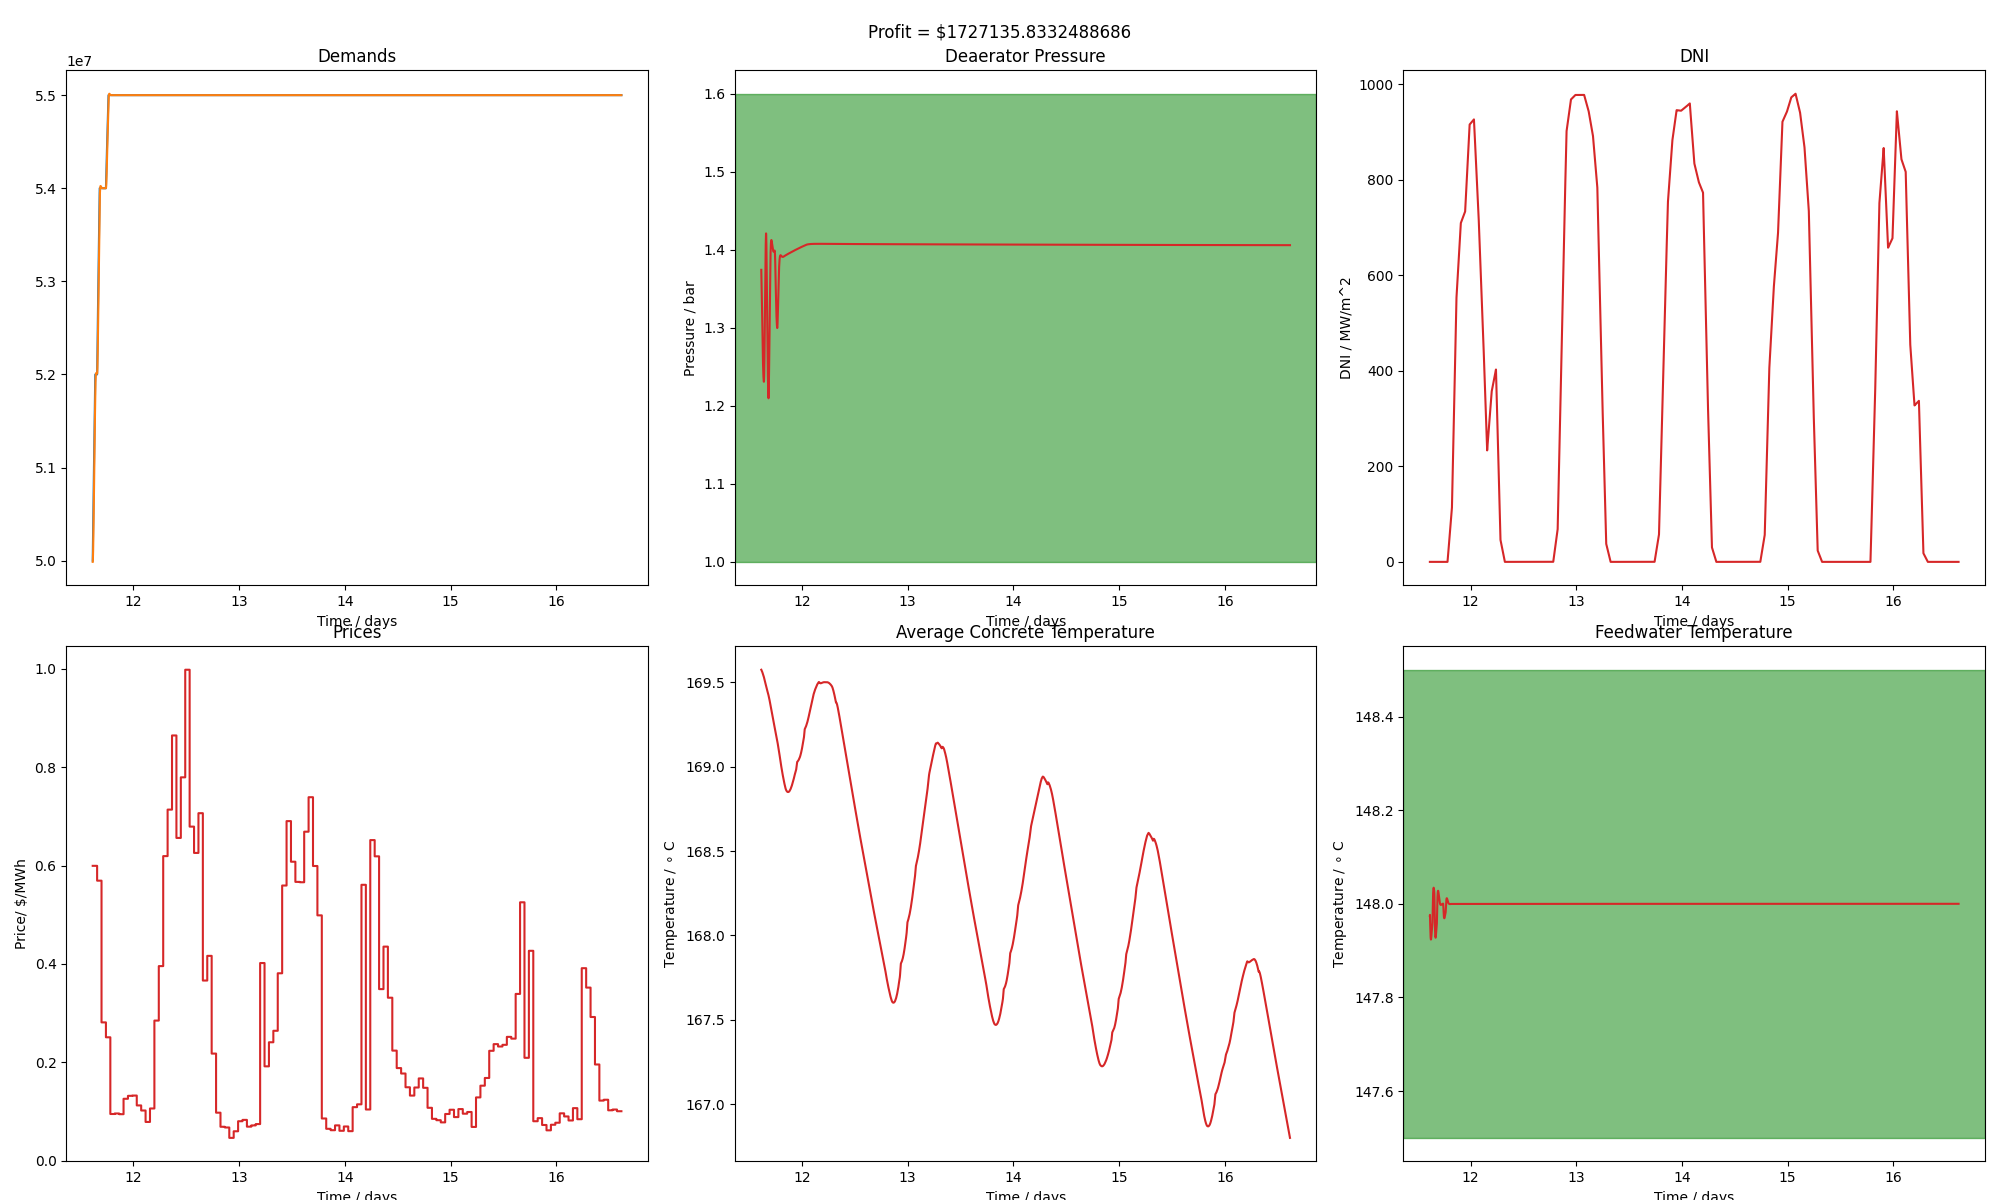 Profit = $1727135.8332488686
Demands
1e7
5.5
5.4
5.3
5.2
5.1
5.0
12 13 14 15 16
Time / days
Deaerator Pressure
Pressure / bar
1.6
1.5
1.4
1.3
1.2
1.1
1.0
12 13 14 15 16
Time / days
DNI
DNI / MW/m^2
1000
800
600
400
200
0
12 13 14 15 16
Time / days
Prices
Price/ $/MWh
1.0
0.8
0.6
0.4
0.2
0.0
12 13 14 15 16
Time / days
Average Concrete Temperature
Temperature / ∘ C
169.5
169.0
168.5
168.0
167.5
167.0
12 13 14 15 16
Time / days
Feedwater Temperature
Temperature / ∘ C
148.4
148.2
148.0
147.8
147.6
12 13 14 15 16
Time / days